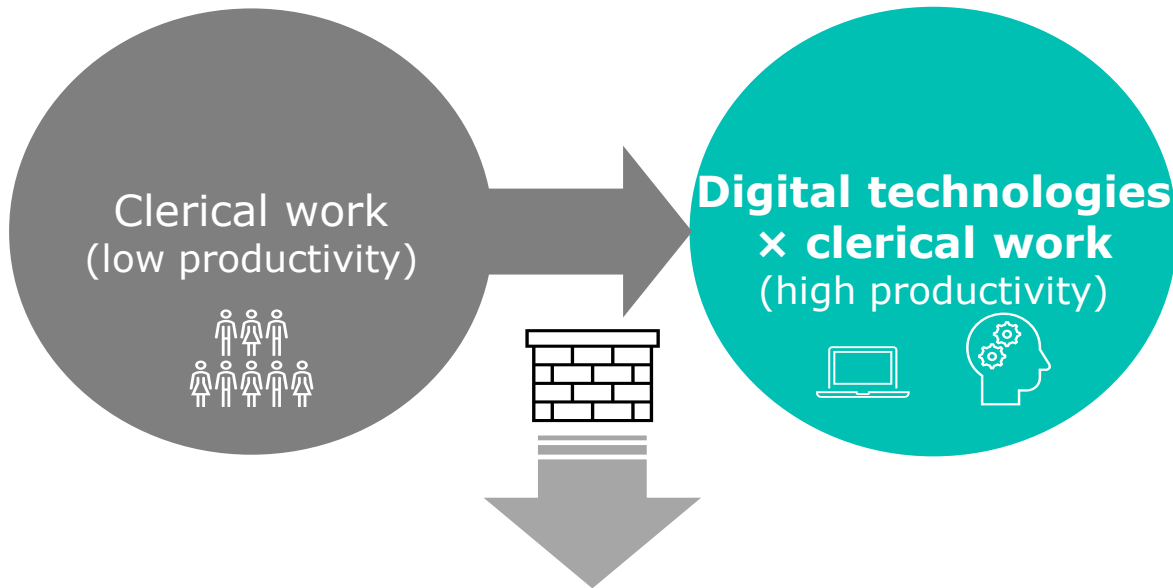 Clerical work
(low productivity)
Digital technologies
× clerical work
(high productivity)